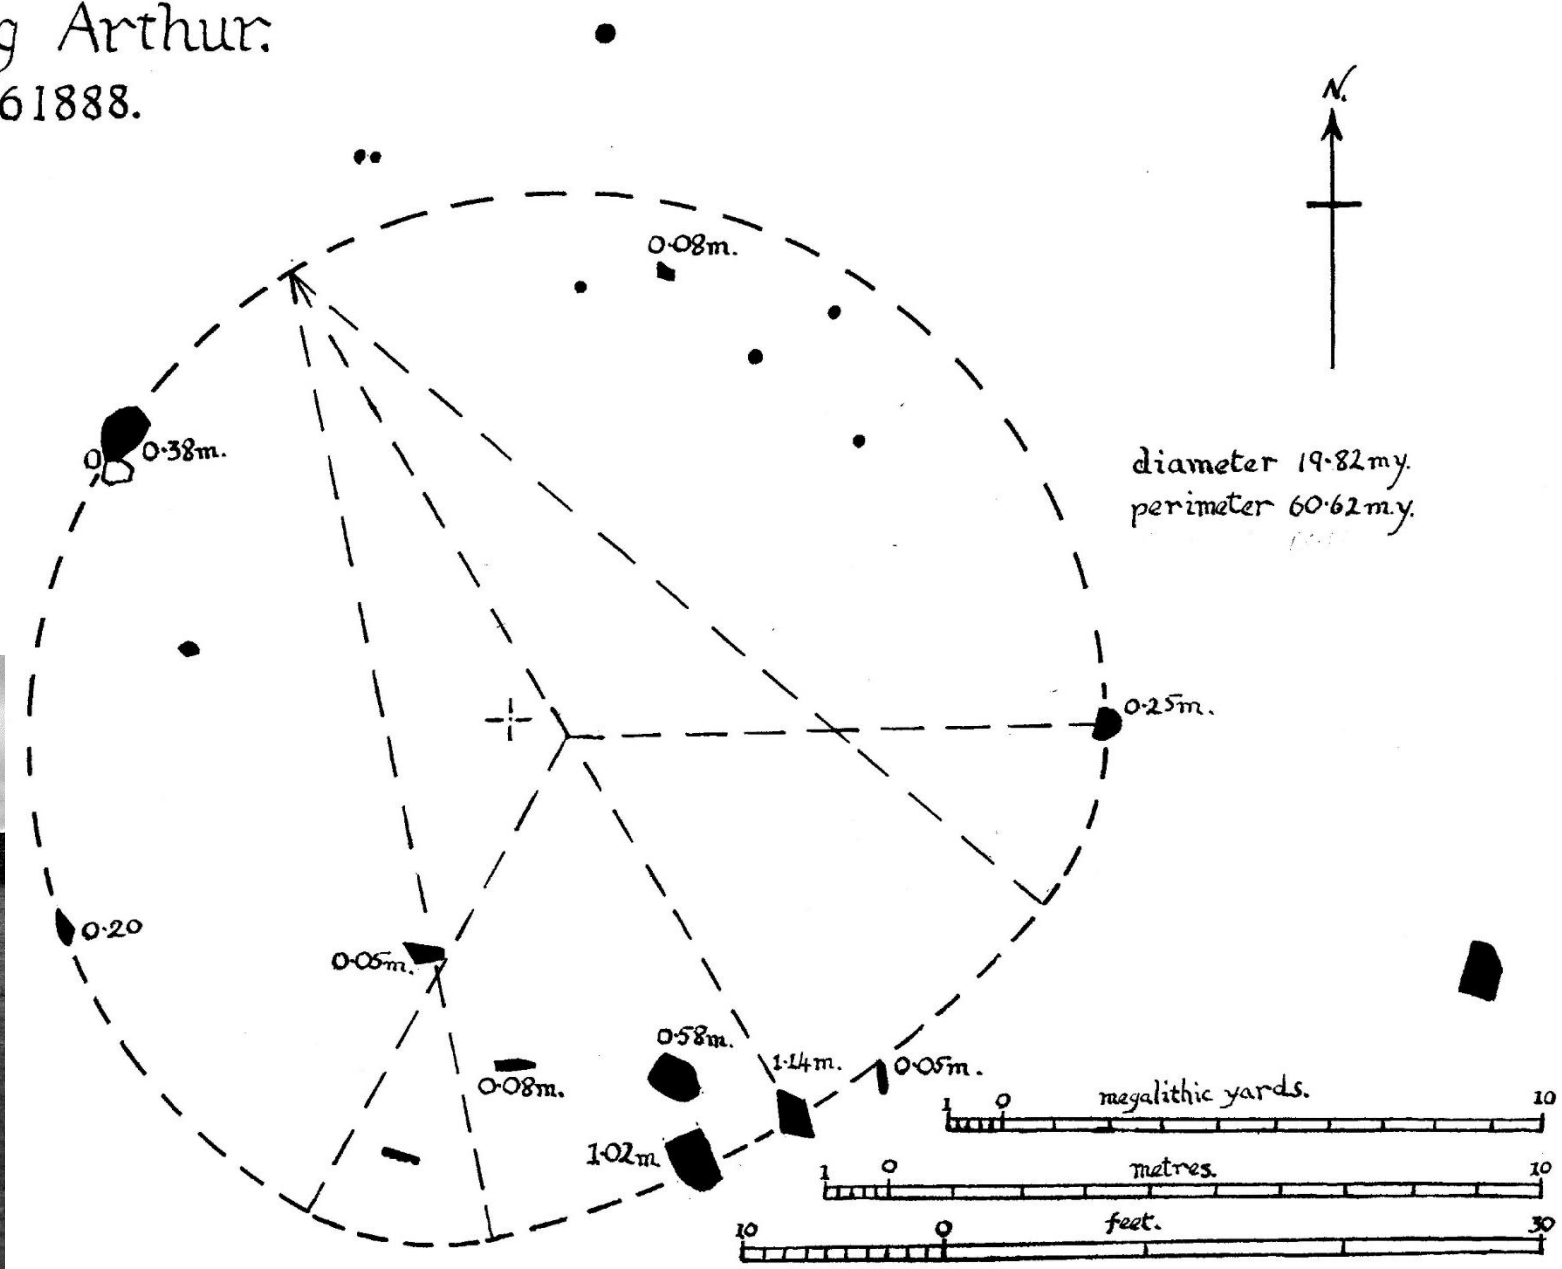 g Arthur.
61888.
N.
0.08m.
0.38m.
diameter 19.82my.
perimeter 60.62m.y.
0.25m.
0.20
0.05m.
0.58m.
1.14m.
0.05m.
0.08m.
1.02m
megalithic yards.
1 0 10
metres.
1 0 10
feet.
10 0 30